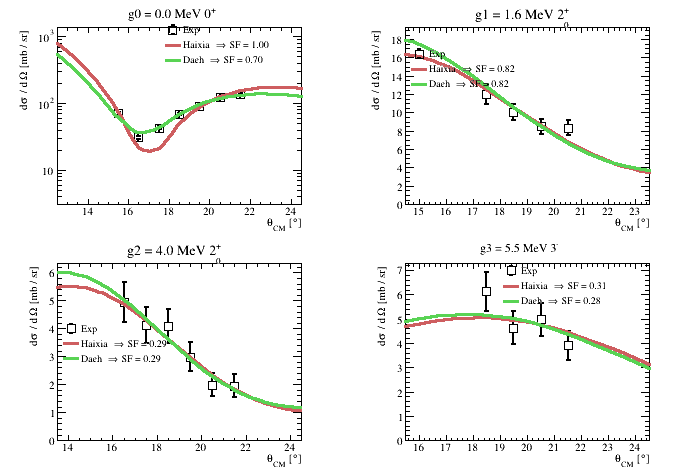 g0 = 0.0 MeV 0⁺
dσ / dΩ [mb / sr]
10³
10²
10
Exp
Haixia ⇒ SF = 1.00
Daeh ⇒ SF = 0.70
14 16 18 20 22 24
θ_CM [°]
g1 = 1.6 MeV 2⁺
dσ / dΩ [mb / sr]
18
16
14
12
10
8
6
4
2
0
Exp
Haixia ⇒ SF = 0.82
Daeh ⇒ SF = 0.82
15 16 17 18 19 20 21 22 23
θ_CM [°]
g2 = 4.0 MeV 2⁺
dσ / dΩ [mb / sr]
6
5
4
3
2
1
0
Exp
Haixia ⇒ SF = 0.29
Daeh ⇒ SF = 0.29
14 16 18 20 22 24
θ_CM [°]
g3 = 5.5 MeV 3⁻
dσ / dΩ [mb / sr]
7
6
5
4
3
2
1
0
Exp
Haixia ⇒ SF = 0.31
Daeh ⇒ SF = 0.28
16 17 18 19 20 21 22 23 24
θ_CM [°]